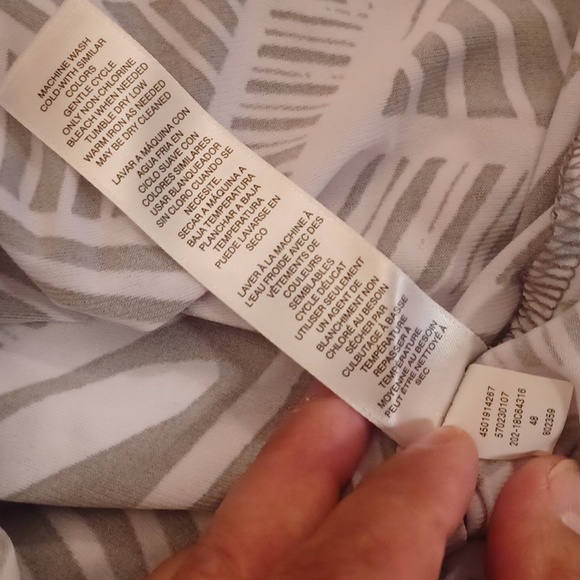 MACHINE WASH
COLD-WITH SIMILAR
COLORS
GENTLE CYCLE
ONLY NON-CHLORINE
BLEACH WHEN NEEDED
TUMBLE DRY LOW
WARM IRON AS NEEDED
MAY BE DRY CLEANED
LAVAR A MÁQUINA CON
AGUA FRIA EN
CICLO SUAVE CON
COLORES SIMILARES.
USAR BLANQUEADOR
SIN CLORO CUANDO SE
NECESITE.
SECAR A MÁQUINA A
BAJA TEMPERATURA
PLANCHAR A BAJA
TEMPERATURA
PUEDE LAVARSE EN
SECO
LAVER À LA MACHINE À
L'EAU FROIDE AVEC DES
VÊTEMENTS DE
COULEURS
SEMBLABLES
CYCLE DÉLICAT
UTILISER SEULEMENT
UN AGENT DE
BLANCHIMENT NON
CHLORÉ AU BESOIN
SÉCHER PAR
CULBUTAGE À BASSE
TEMPÉRATURE
REPASSER À
TEMPÉRATURE
MOYENNE AU BESOIN
PEUT ÊTRE NETTOYÉ À
SEC
4501914267
570230107
202-18C64316
48
802359